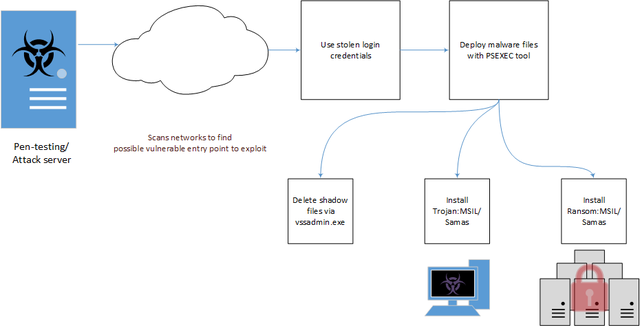 Use stolen login
credentials
Deploy malware files
with PSEXEC tool
Scans networks to find
possible vulnerable entry point to exploit
Pen-testing/
Attack server
Delete shadow
files via
vssadmin.exe
Install
Trojan:MSIL/
Samas
Install
Ransom:MSIL/
Samas